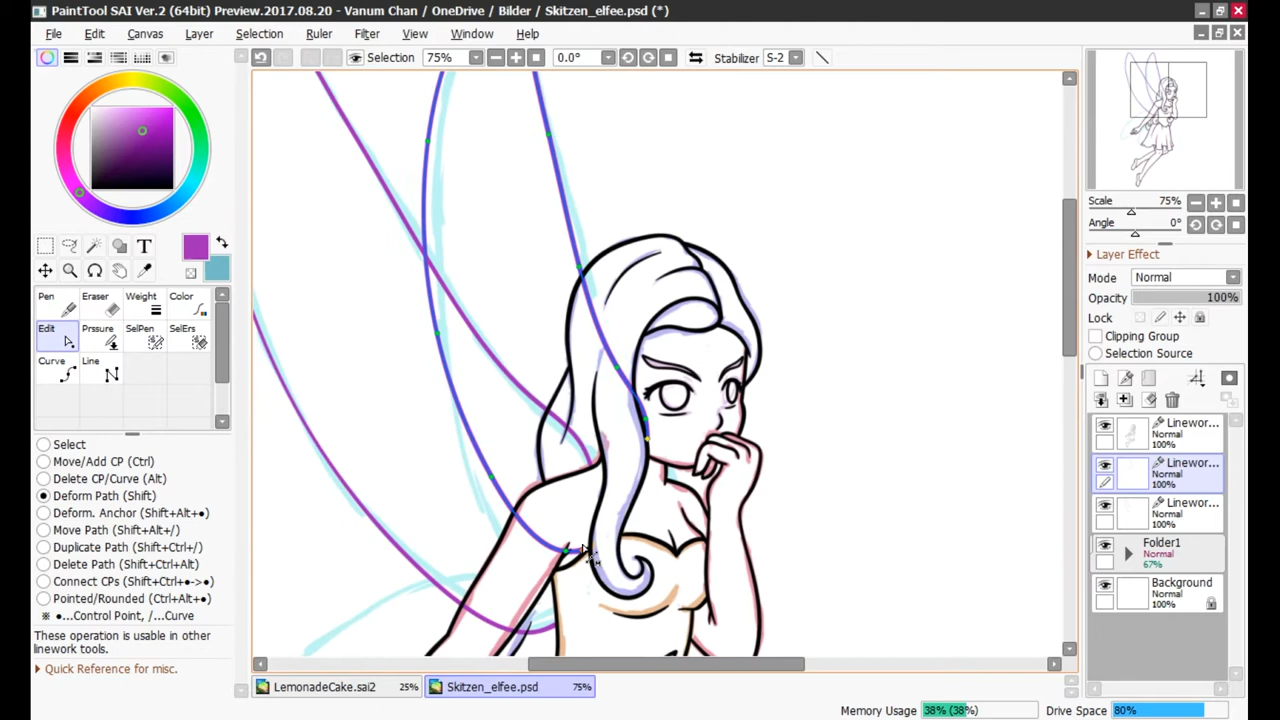 PaintTool SAI Ver.2 (64bit) Preview.2017.08.20 - Vanum Chan / OneDrive / Bilder / Skitzen_elfee.psd (*)
File Edit Canvas Layer Selection Ruler Filter View Window Help
Selection 75% 0.0° Stabilizer S-2
Scale 75%
Angle 0°
Layer Effect
Mode Normal
Opacity 100%
Lock
Clipping Group
Selection Source
T
Pen Eraser Weight Color
Edit Prssure SelPen SelErs
Curve Line
Select
Move/Add CP (Ctrl)
Delete CP/Curve (Alt)
Deform Path (Shift)
Deform. Anchor (Shift+Alt+●)
Move Path (Shift+Alt+/)
Duplicate Path (Shift+Ctrl+/)
Delete Path (Ctrl+Alt+/)
Connect CPs (Shift+Ctrl+●->●)
Pointed/Rounded (Ctrl+Alt+●)
※ ●...Control Point, /...Curve
These operation is usable in other
linework tools.
Quick Reference for misc.
Linewor...
Normal
100%
Linewor...
Normal
100%
Linewor...
Normal
100%
Folder1
Normal
67%
Background
Normal
100%
LemonadeCake.sai2 25% Skitzen_elfee.psd 75%
Memory Usage 38% (38%) Drive Space 80%